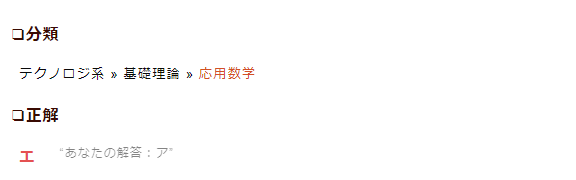 ❏分類
テクノロジ系 » 基礎理論 » 応用数学
❏正解
エ “あなたの解答：ア”